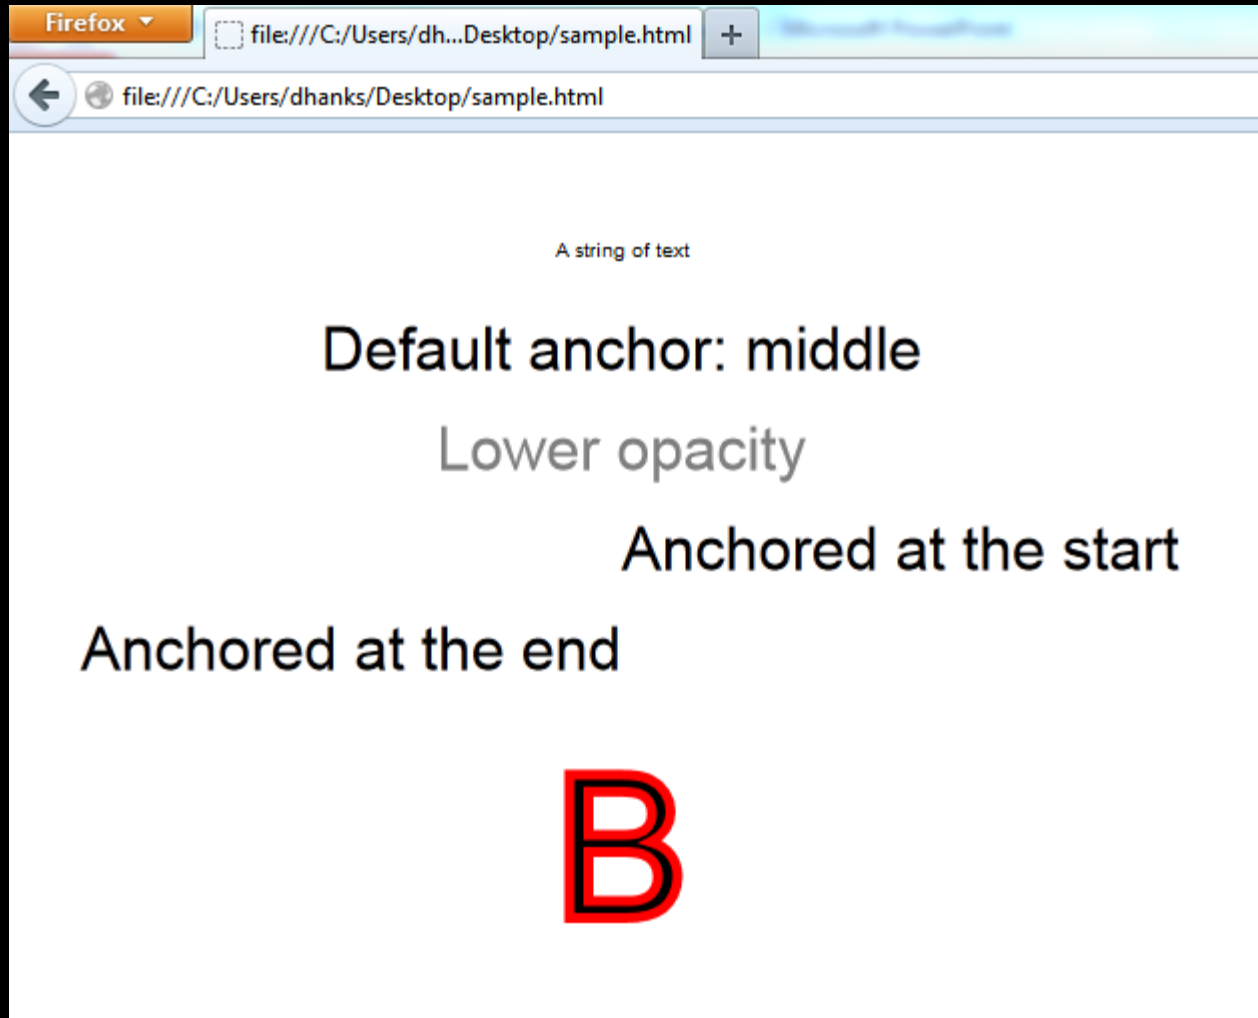 Firefox
file:///C:/Users/dh...Desktop/sample.html
file:///C:/Users/dhanks/Desktop/sample.html
A string of text
Default anchor: middle
Lower opacity
Anchored at the start
Anchored at the end
B